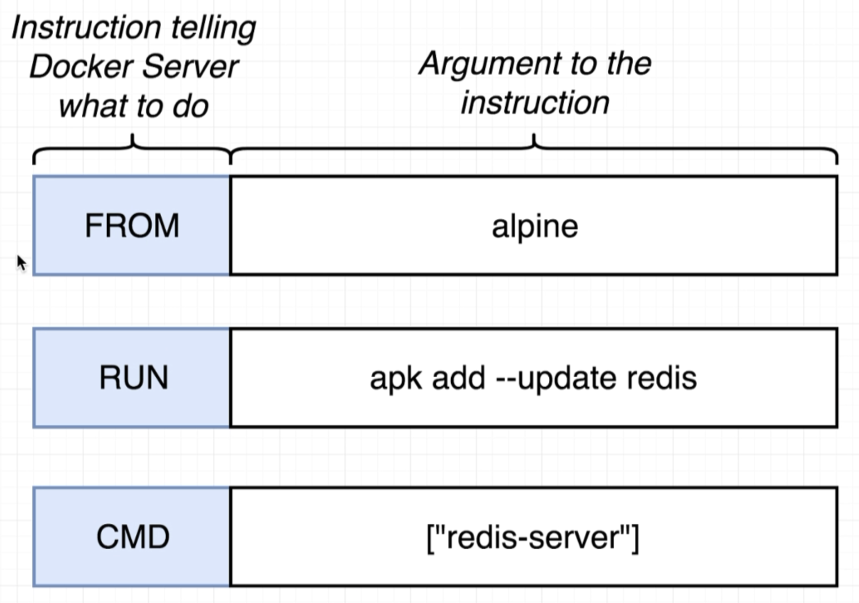 Instruction telling
Docker Server
what to do
Argument to the
instruction
FROM
alpine
RUN
apk add --update redis
CMD
["redis-server"]